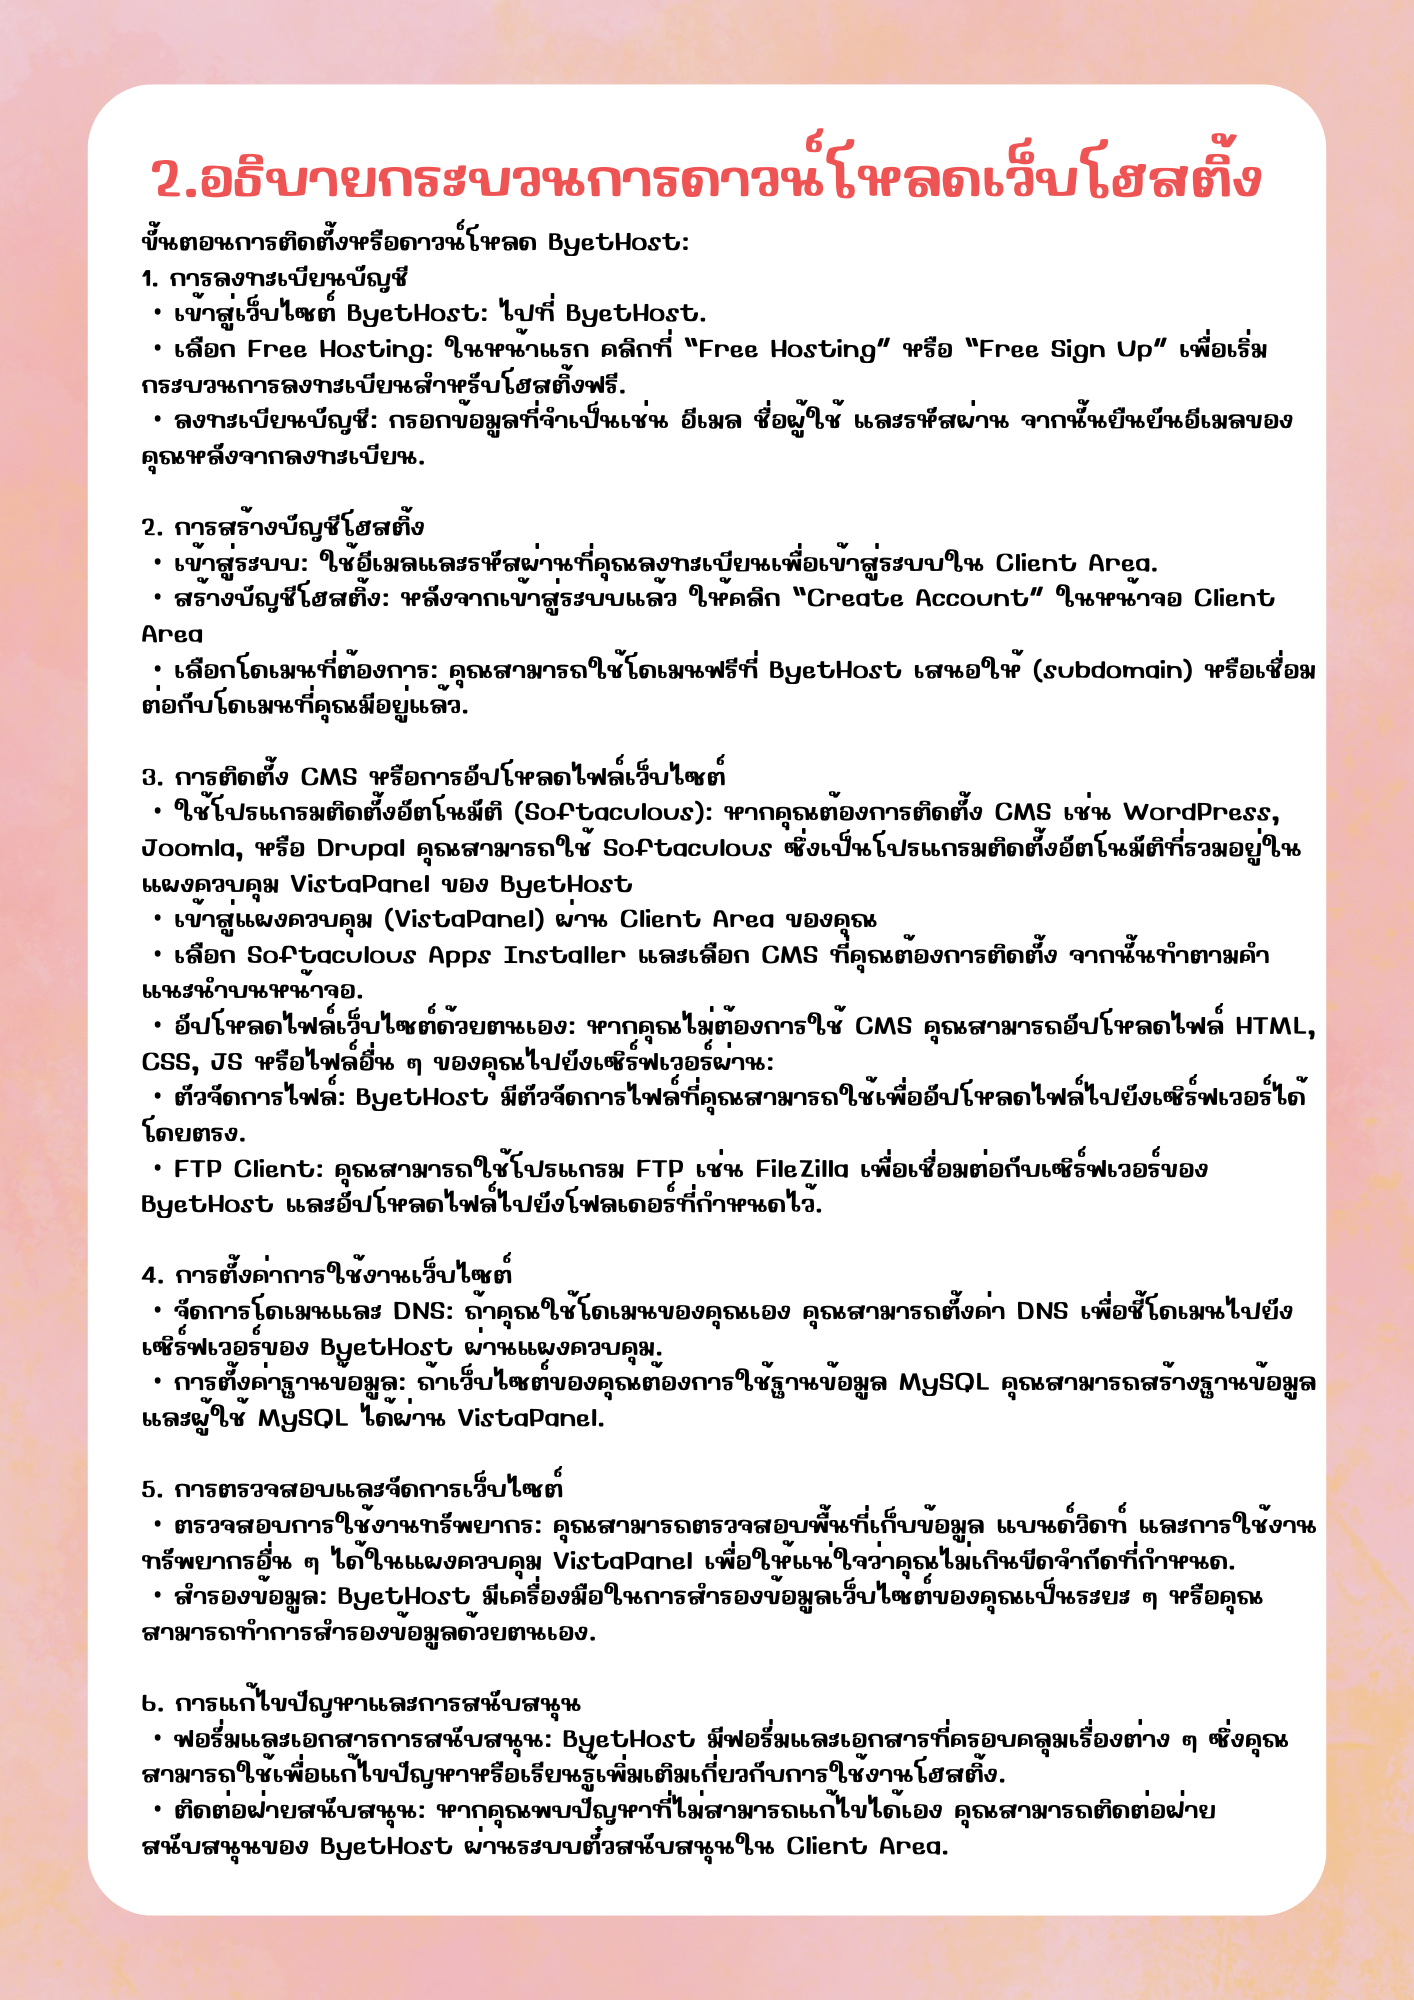 2.อธิบายกระบวนการดาวน์โหลดเว็บโฮสติ้ง
ขั้นตอนการติดตั้งหรือดาวน์โหลด ByetHost:
1. การลงทะเบียนบัญชี
• เข้าสู่เว็บไซต์ ByetHost: ไปที่ ByetHost.
• เลือก Free Hosting: ในหน้าแรก คลิกที่ “Free Hosting” หรือ “Free Sign Up” เพื่อเริ่ม
กระบวนการลงทะเบียนสำหรับโฮสติ้งฟรี.
• ลงทะเบียนบัญชี: กรอกข้อมูลที่จำเป็นเช่น อีเมล ชื่อผู้ใช้ และรหัสผ่าน จากนั้นยืนยันอีเมลของ
คุณหลังจากลงทะเบียน.
2. การสร้างบัญชีโฮสติ้ง
• เข้าสู่ระบบ: ใช้อีเมลและรหัสผ่านที่คุณลงทะเบียนเพื่อเข้าสู่ระบบใน Client Area.
• สร้างบัญชีโฮสติ้ง: หลังจากเข้าสู่ระบบแล้ว ให้คลิก “Create Account” ในหน้าจอ Client
Area
• เลือกโดเมนที่ต้องการ: คุณสามารถใช้โดเมนฟรีที่ ByetHost เสนอให้ (subdomain) หรือเชื่อม
ต่อกับโดเมนที่คุณมีอยู่แล้ว.
3. การติดตั้ง CMS หรือการอัปโหลดไฟล์เว็บไซต์
• ใช้โปรแกรมติดตั้งอัตโนมัติ (Softaculous): หากคุณต้องการติดตั้ง CMS เช่น WordPress,
Joomla, หรือ Drupal คุณสามารถใช้ Softaculous ซึ่งเป็นโปรแกรมติดตั้งอัตโนมัติที่รวมอยู่ใน
แผงควบคุม VistaPanel ของ ByetHost
• เข้าสู่แผงควบคุม (VistaPanel) ผ่าน Client Area ของคุณ
• เลือก Softaculous Apps Installer และเลือก CMS ที่คุณต้องการติดตั้ง จากนั้นทำตามคำ
แนะนำบนหน้าจอ.
• อัปโหลดไฟล์เว็บไซต์ด้วยตนเอง: หากคุณไม่ต้องการใช้ CMS คุณสามารถอัปโหลดไฟล์ HTML,
CSS, JS หรือไฟล์อื่น ๆ ของคุณไปยังเซิร์ฟเวอร์ผ่าน:
• ตัวจัดการไฟล์: ByetHost มีตัวจัดการไฟล์ที่คุณสามารถใช้เพื่ออัปโหลดไฟล์ไปยังเซิร์ฟเวอร์ได้
โดยตรง.
• FTP Client: คุณสามารถใช้โปรแกรม FTP เช่น FileZilla เพื่อเชื่อมต่อกับเซิร์ฟเวอร์ของ
ByetHost และอัปโหลดไฟล์ไปยังโฟลเดอร์ที่กำหนดไว้.
4. การตั้งค่าการใช้งานเว็บไซต์
• จัดการโดเมนและ DNS: ถ้าคุณใช้โดเมนของคุณเอง คุณสามารถตั้งค่า DNS เพื่อชี้โดเมนไปยัง
เซิร์ฟเวอร์ของ ByetHost ผ่านแผงควบคุม.
• การตั้งค่าฐานข้อมูล: ถ้าเว็บไซต์ของคุณต้องการใช้ฐานข้อมูล MySQL คุณสามารถสร้างฐานข้อมูล
และผู้ใช้ MySQL ได้ผ่าน VistaPanel.
5. การตรวจสอบและจัดการเว็บไซต์
• ตรวจสอบการใช้งานทรัพยากร: คุณสามารถตรวจสอบพื้นที่เก็บข้อมูล แบนด์วิดท์ และการใช้งาน
ทรัพยากรอื่น ๆ ได้ในแผงควบคุม VistaPanel เพื่อให้แน่ใจว่าคุณไม่เกินขีดจำกัดที่กำหนด.
• สำรองข้อมูล: ByetHost มีเครื่องมือในการสำรองข้อมูลเว็บไซต์ของคุณเป็นระยะ ๆ หรือคุณ
สามารถทำการสำรองข้อมูลด้วยตนเอง.
6. การแก้ไขปัญหาและการสนับสนุน
• ฟอรั่มและเอกสารการสนับสนุน: ByetHost มีฟอรั่มและเอกสารที่ครอบคลุมเรื่องต่าง ๆ ซึ่งคุณ
สามารถใช้เพื่อแก้ไขปัญหาหรือเรียนรู้เพิ่มเติมเกี่ยวกับการใช้งานโฮสติ้ง.
• ติดต่อฝ่ายสนับสนุน: หากคุณพบปัญหาที่ไม่สามารถแก้ไขได้เอง คุณสามารถติดต่อฝ่าย
สนับสนุนของ ByetHost ผ่านระบบตั๋วสนับสนุนใน Client Area.